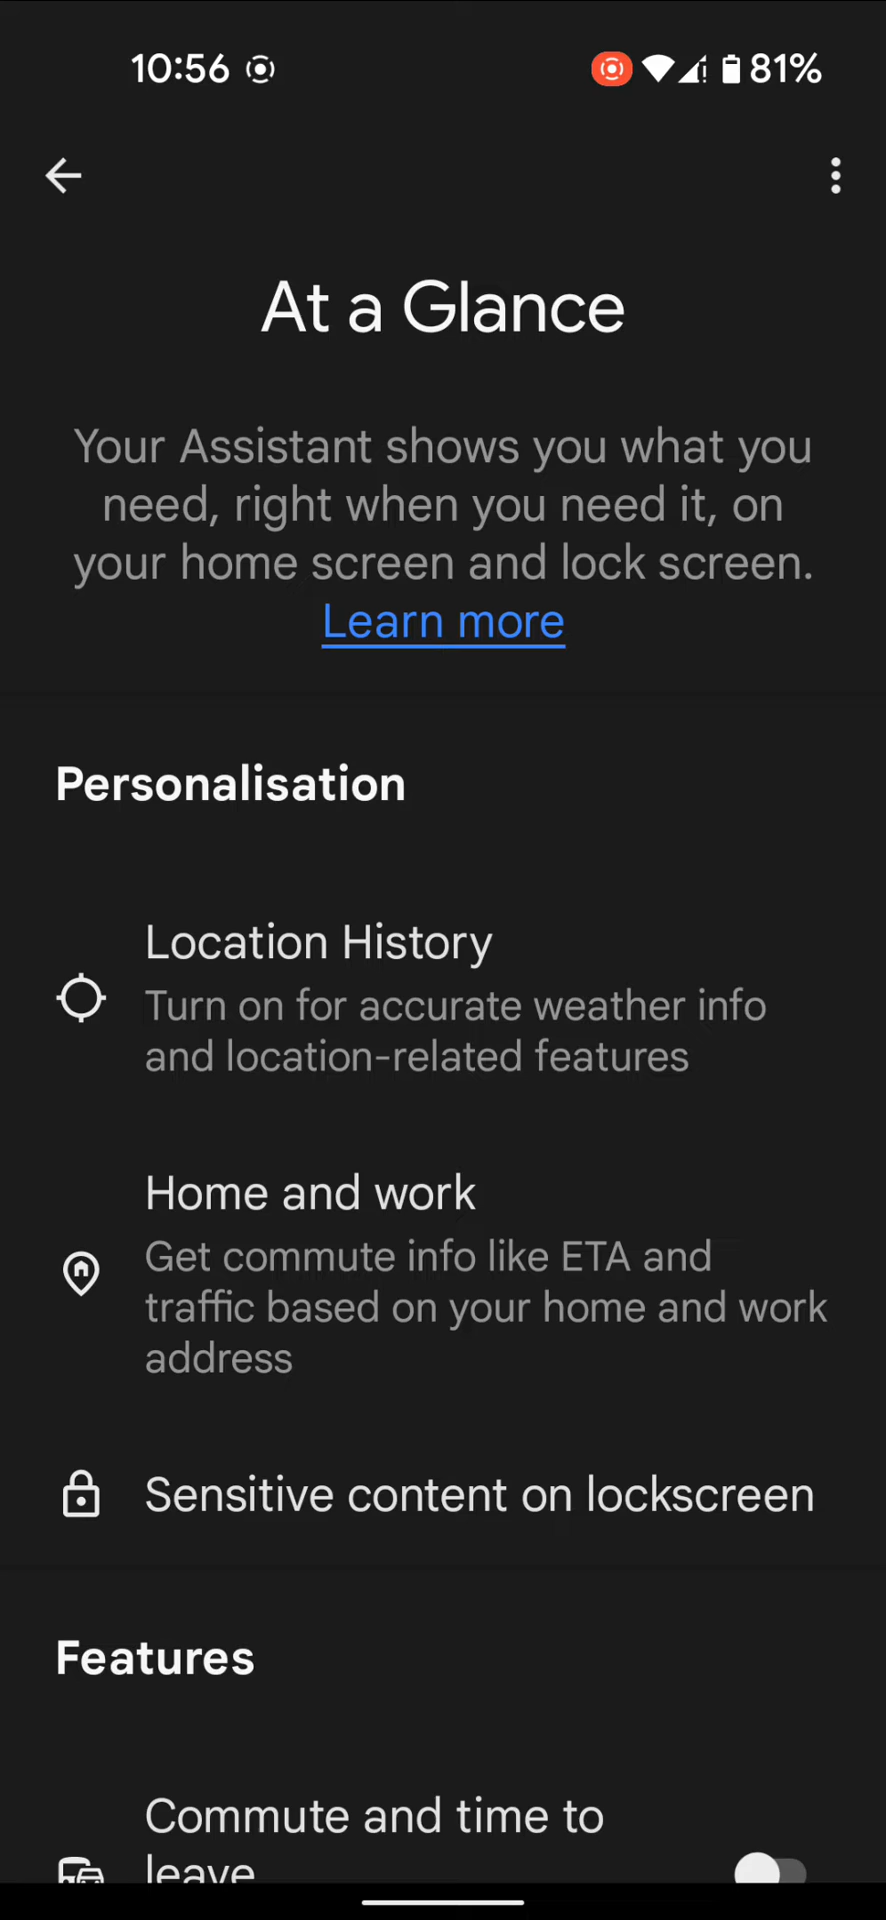 10:56
81%
At a Glance
Your Assistant shows you what you
need, right when you need it, on
your home screen and lock screen.
Learn more
Personalisation
Location History
Turn on for accurate weather info
and location-related features
Home and work
Get commute info like ETA and
traffic based on your home and work
address
Sensitive content on lockscreen
Features
Commute and time to
leave